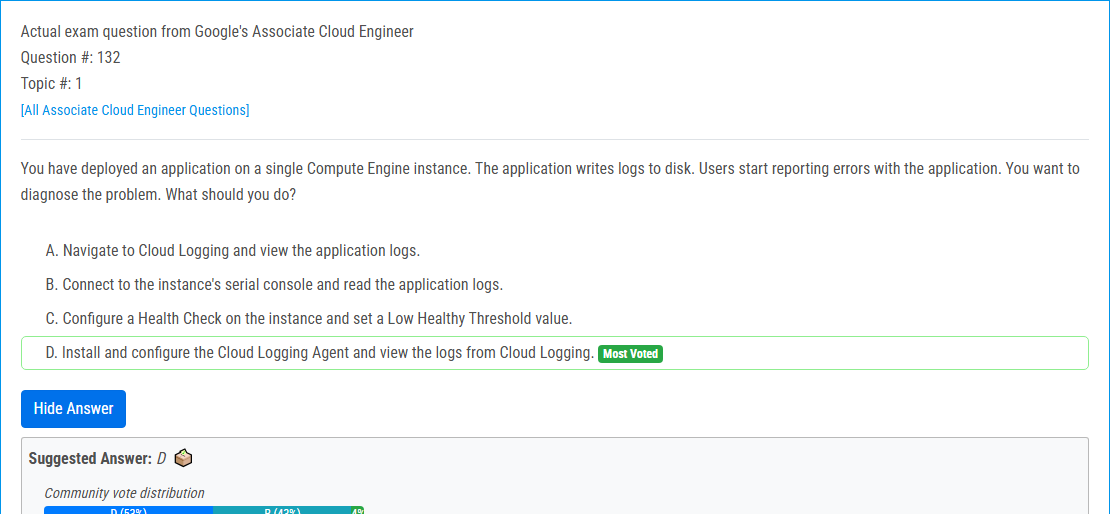 Actual exam question from Google's Associate Cloud Engineer
Question #: 132
Topic #: 1
[All Associate Cloud Engineer Questions]
You have deployed an application on a single Compute Engine instance. The application writes logs to disk. Users start reporting errors with the application. You want to
diagnose the problem. What should you do?
A. Navigate to Cloud Logging and view the application logs.
B. Connect to the instance's serial console and read the application logs.
C. Configure a Health Check on the instance and set a Low Healthy Threshold value.
D. Install and configure the Cloud Logging Agent and view the logs from Cloud Logging. Most Voted
Hide Answer
Suggested Answer: D
Community vote distribution